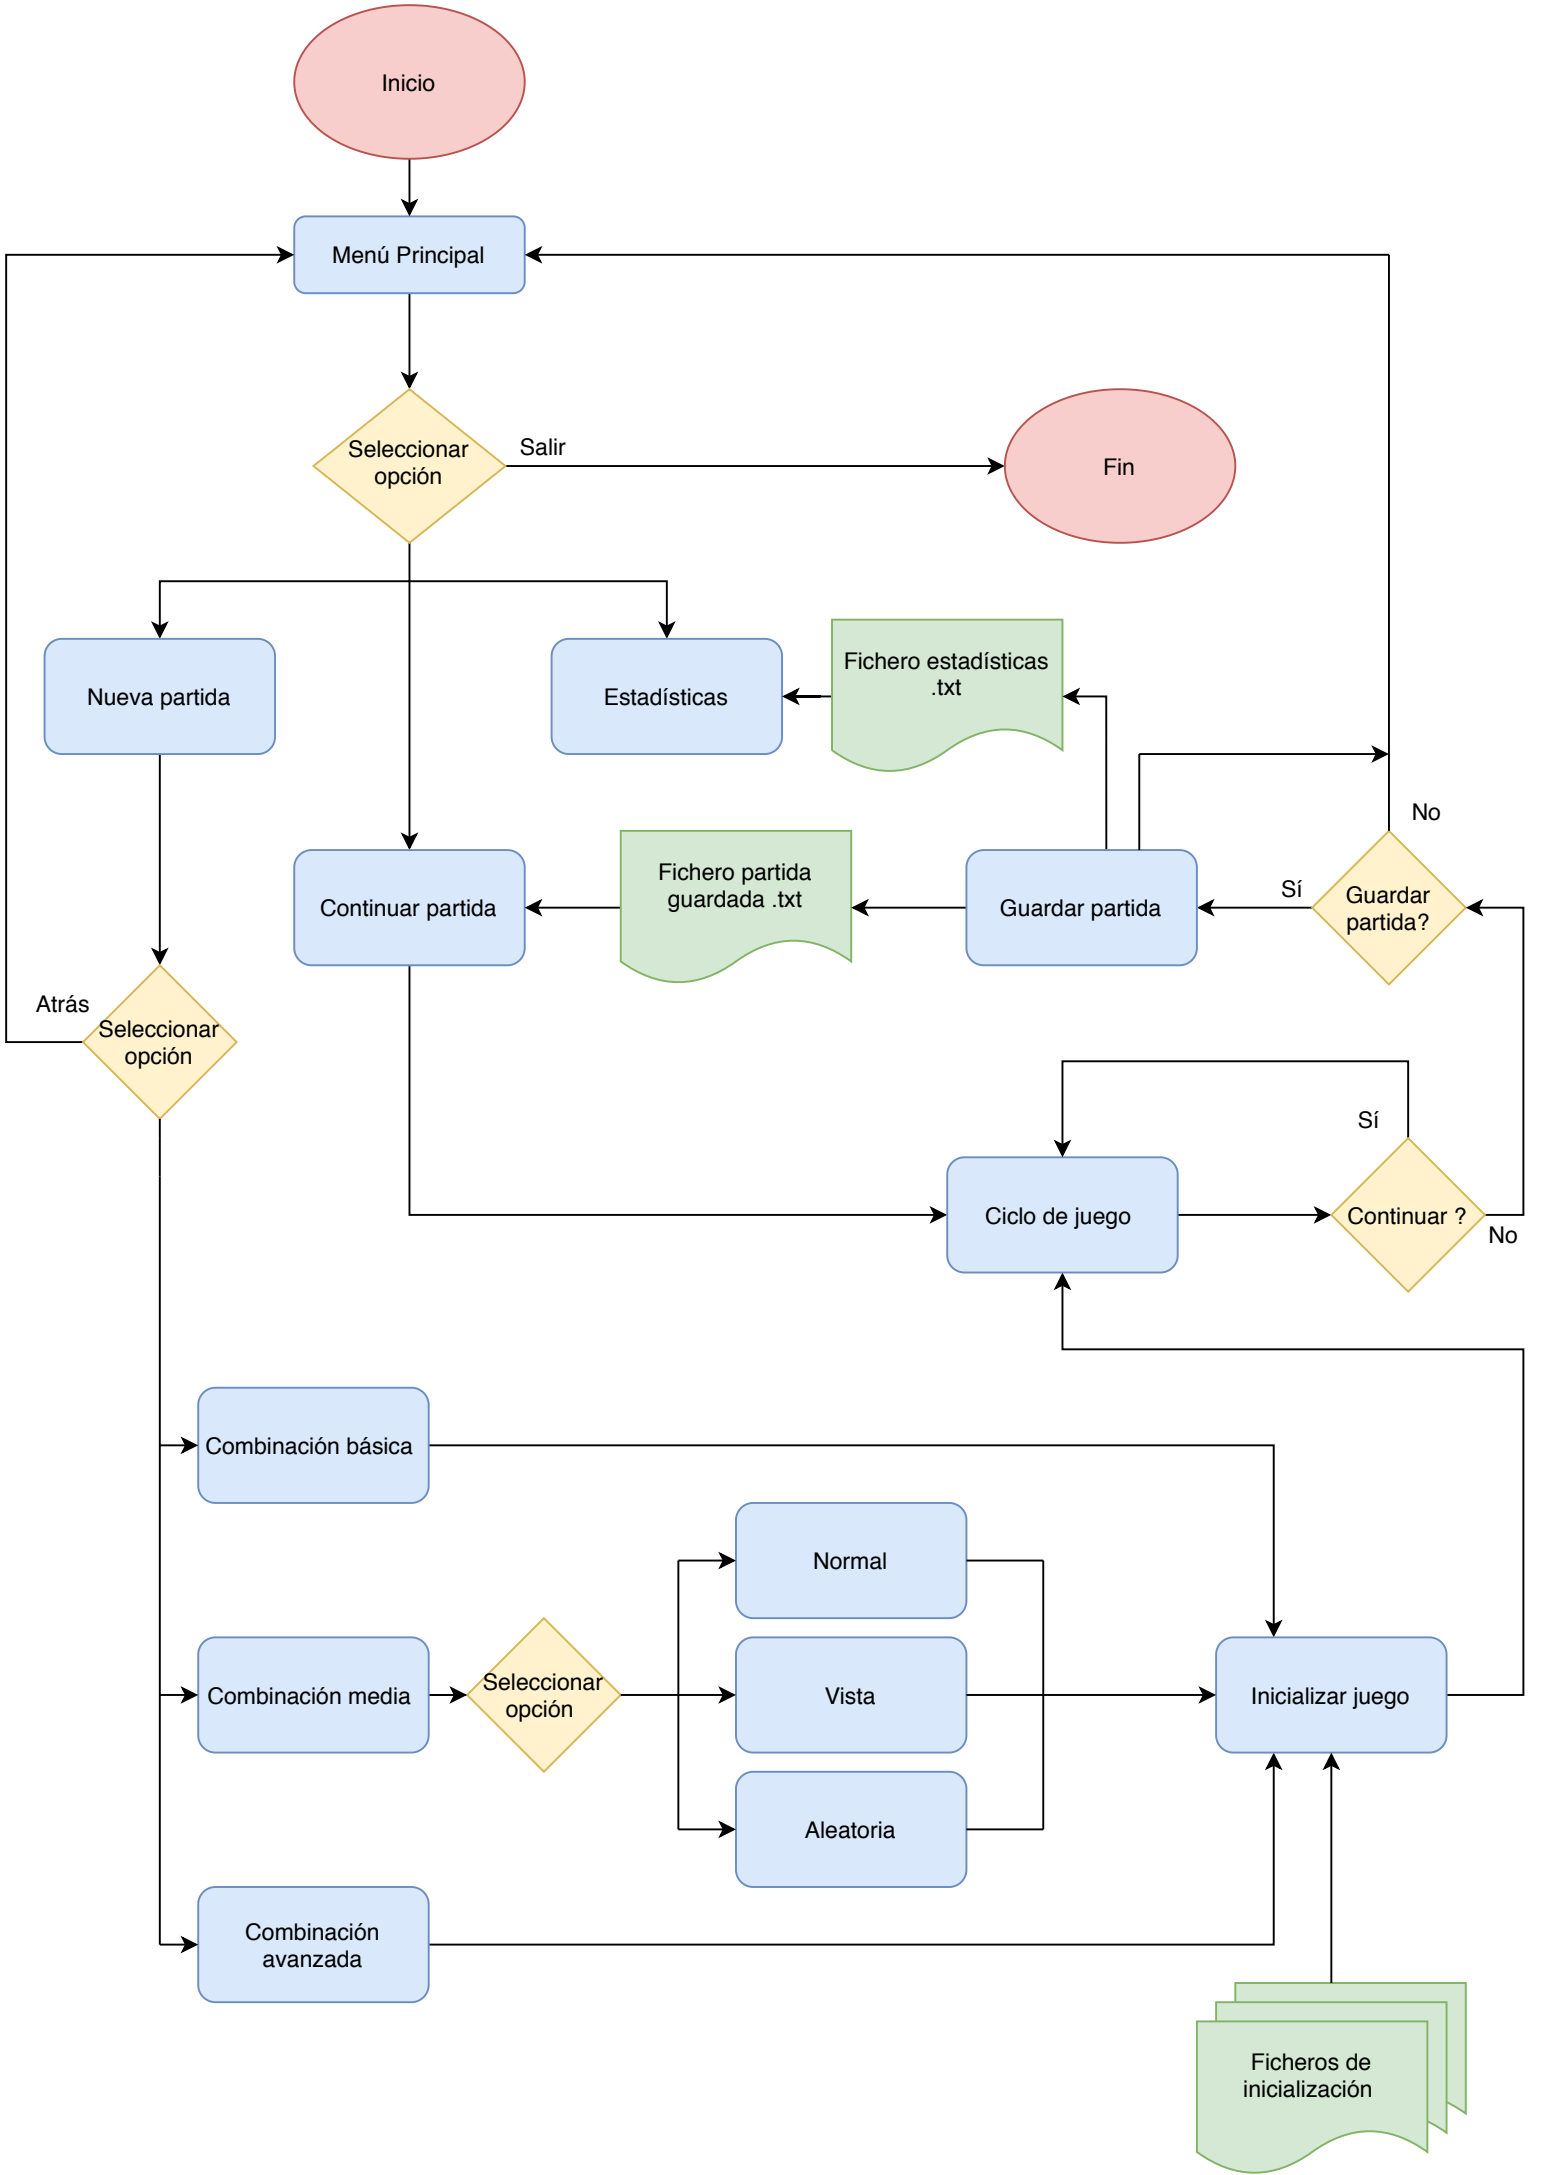 Inicio
Menú Principal
Seleccionar
opción
Salir
Fin
Nueva partida
Estadísticas
Fichero estadísticas
.txt
No
Continuar partida
Fichero partida
guardada .txt
Guardar partida
Sí
Guardar
partida?
Atrás
Seleccionar
opción
Sí
Ciclo de juego
Continuar ?
No
Combinación básica
Normal
Combinación media
Seleccionar
opción
Vista
Inicializar juego
Aleatoria
Combinación
avanzada
Ficheros de
inicialización